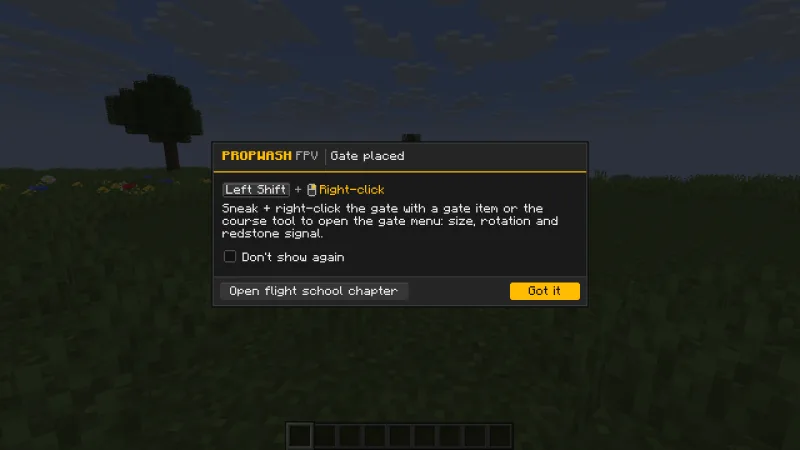 PROPWASH FPV | Gate placed
Left Shift + Right-click
Sneak + right-click the gate with a gate item or the
course tool to open the gate menu: size, rotation and
redstone signal.
Don't show again
Open flight school chapter
Got it